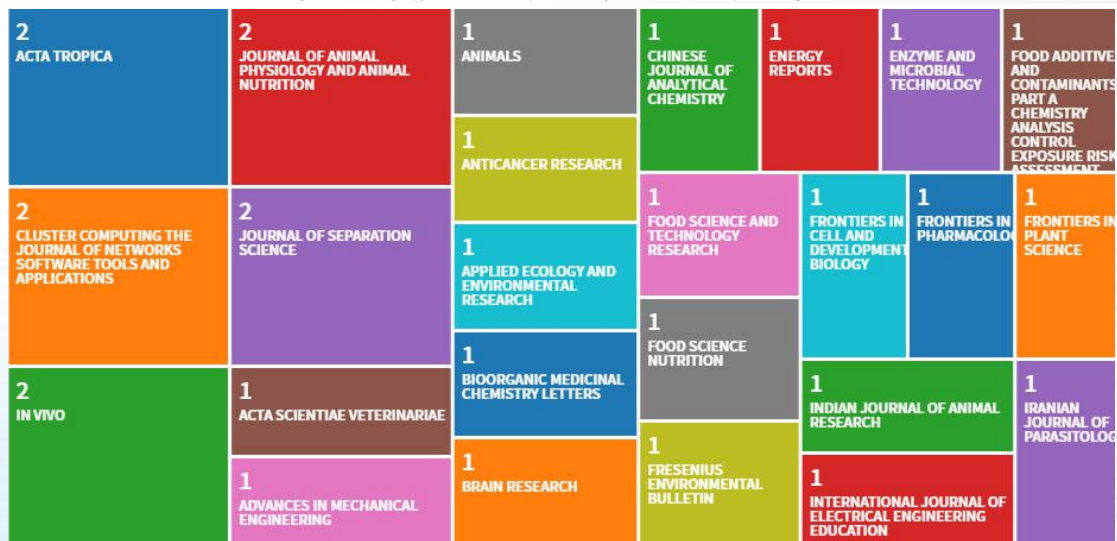 2
ACTA TROPICA
2
CLUSTER COMPUTING THE
JOURNAL OF NETWORKS
SOFTWARE TOOLS AND
APPLICATIONS
2
IN VIVO
2
JOURNAL OF ANIMAL
PHYSIOLOGY AND ANIMAL
NUTRITION
2
JOURNAL OF SEPARATION
SCIENCE
1
ACTA SCIENTIAE VETERINARIAE
1
ADVANCES IN MECHANICAL
ENGINEERING
1
ANIMALS
1
ANTICANCER RESEARCH
1
APPLIED ECOLOGY AND
ENVIRONMENTAL
RESEARCH
1
BIOORGANIC MEDICINAL
CHEMISTRY LETTERS
1
BRAIN RESEARCH
1
CHINESE
JOURNAL OF
ANALYTICAL
CHEMISTRY
1
ENERGY
REPORTS
1
ENZYME AND
MICROBIAL
TECHNOLOGY
1
FOOD ADDITIVE
AND
CONTAMINANTS
PART A
CHEMISTRY
ANALYSIS
CONTROL
EXPOSURE RISK
ASSESSMENT
1
FOOD SCIENCE AND
TECHNOLOGY
RESEARCH
1
FOOD SCIENCE
NUTRITION
1
FRESENIUS
ENVIRONMENTAL
BULLETIN
1
FRONTIERS IN
CELL AND
DEVELOPMENT
BIOLOGY
1
FRONTIERS IN
PHARMACOLO
1
FRONTIERS IN
PLANT
SCIENCE
1
INDIAN JOURNAL OF ANIMAL
RESEARCH
1
INTERNATIONAL JOURNAL OF
ELECTRICAL ENGINEERING
EDUCATION
1
IRANIAN
JOURNAL OF
PARASITOLOG